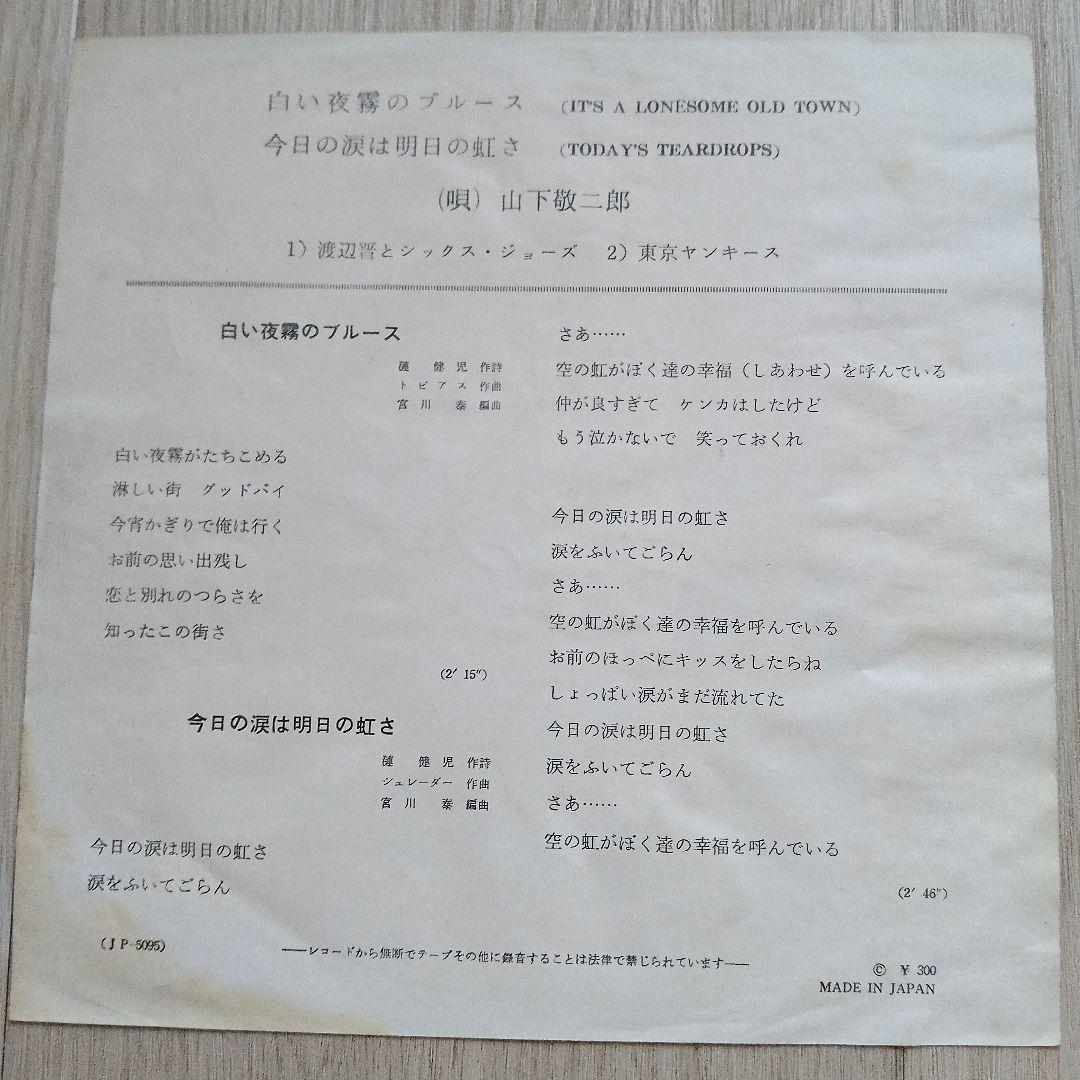 白い夜霧のブルース (IT'S A LONESOME OLD TOWN)
今日の涙は明日の虹さ (TODAY'S TEARDROPS)
(唄) 山下敬二郎
1) 渡辺晋とシックス・ジョーズ 2) 東京ヤンキース
白い夜霧のブルース
漣 健児 作詩
トビアス 作曲
宮川 泰 編曲
白い夜霧がたちこめる
淋しい街 グッドバイ
今宵かぎりで俺は行く
お前の思い出残し
恋と別れのつらさを
知ったこの街さ
(2′ 15″)
今日の涙は明日の虹さ
漣 健児 作詩
シュレーダー 作曲
宮川 泰 編曲
今日の涙は明日の虹さ
涙をふいてごらん
さあ……
空の虹がぼく達の幸福（しあわせ）を呼んでいる
仲が良すぎて ケンカはしたけど
もう泣かないで 笑っておくれ
今日の涙は明日の虹さ
涙をふいてごらん
さあ……
空の虹がぼく達の幸福を呼んでいる
お前のほっぺにキッスをしたらね
しょっぱい涙がまだ流れてた
今日の涙は明日の虹さ
涙をふいてごらん
さあ……
空の虹がぼく達の幸福を呼んでいる
(2′ 46″)
(JP-5095)
──レコードから無断でテープその他に録音することは法律で禁じられています──
© ¥ 300
MADE IN JAPAN